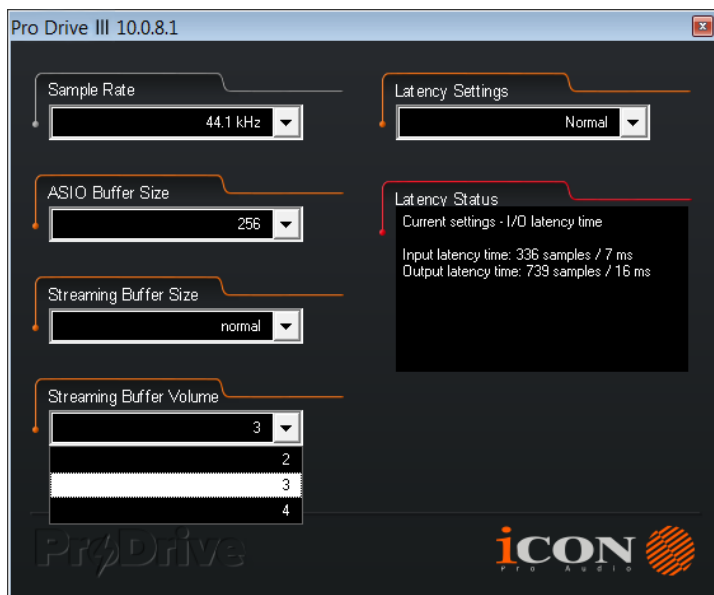 Pro Drive III 10.0.8.1
Sample Rate
44.1 kHz
ASIO Buffer Size
256
Streaming Buffer Size
normal
Streaming Buffer Volume
3
2
3
4
Latency Settings
Normal
Latency Status
Current settings - I/O latency time
Input latency time: 336 samples / 7 ms
Output latency time: 739 samples / 16 ms
ProDrive
iCON
Pro Audio